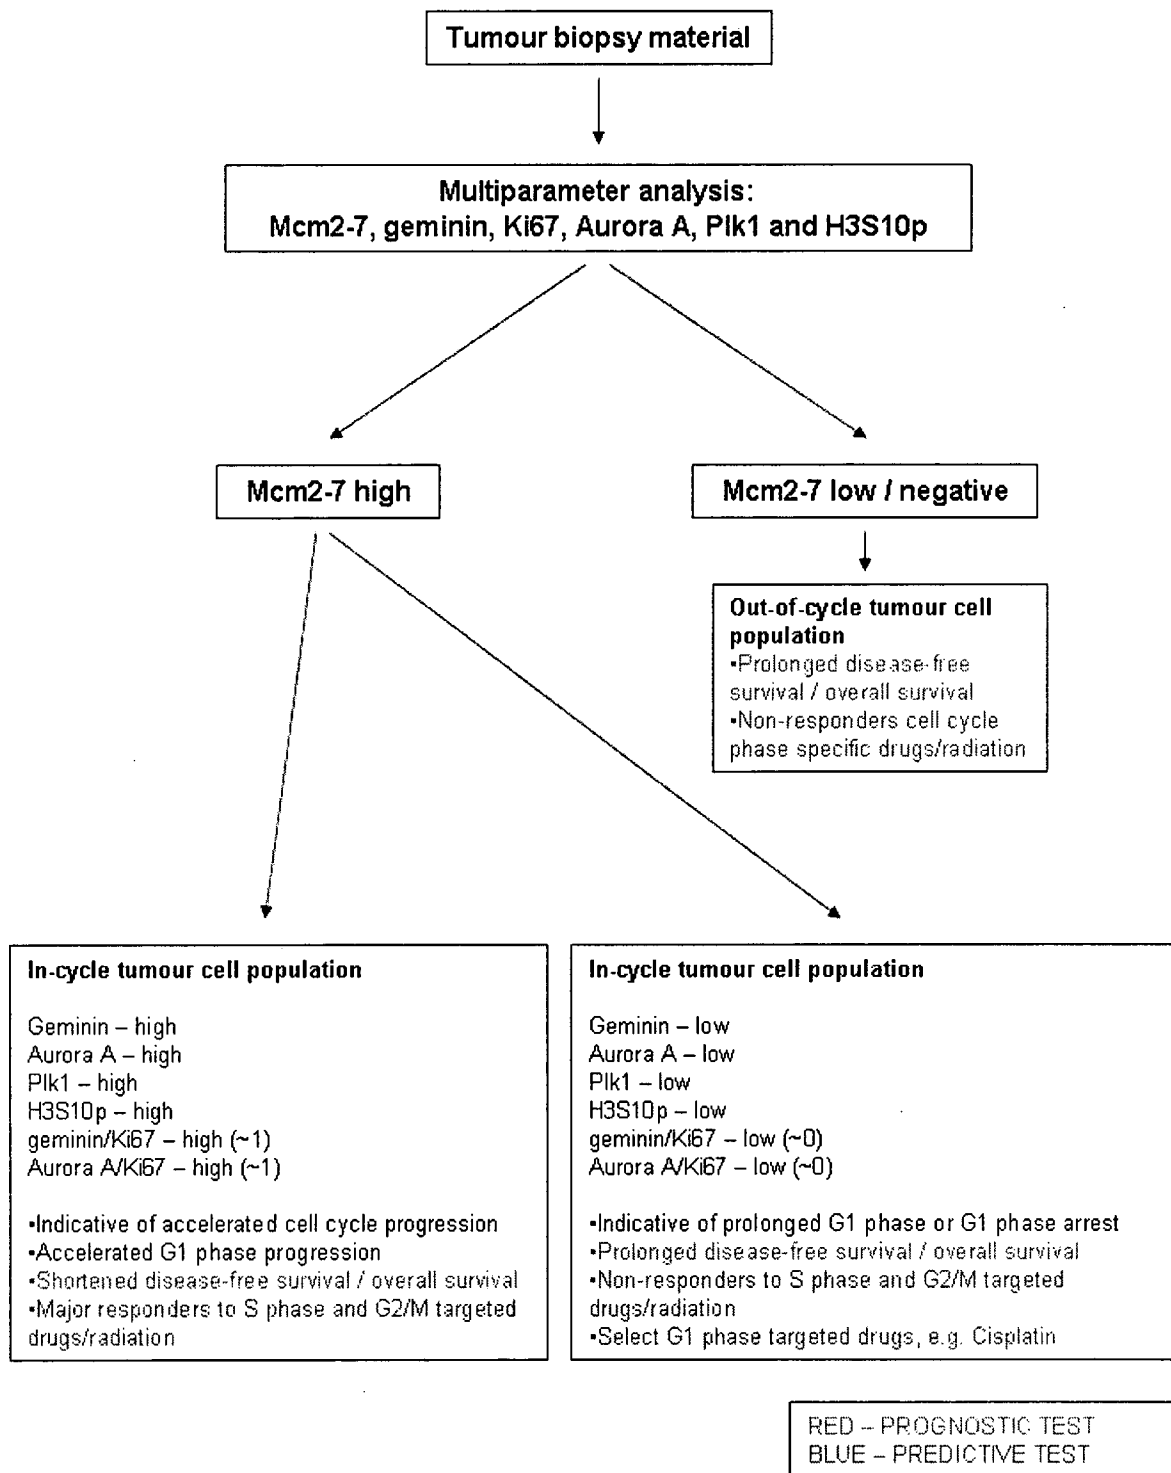 Tumour biopsy material
Multiparameter analysis:
Mcm2-7, geminin, Ki67, Aurora A, Plk1 and H3S10p
Mcm2-7 high
Mcm2-7 low / negative
Out-of-cycle tumour cell
population
▪Prolonged disease-free
survival / overall survival
▪Non-responders cell cycle
phase specific drugs/radiation
In-cycle tumour cell population
Geminin – high
Aurora A – high
Plk1 – high
H3S10p – high
geminin/Ki67 – high (~1)
Aurora A/Ki67 – high (~1)
▪Indicative of accelerated cell cycle progression
▪Accelerated G1 phase progression
▪Shortened disease-free survival / overall survival
▪Major responders to S phase and G2/M targeted
drugs/radiation
In-cycle tumour cell population
Geminin – low
Aurora A – low
Plk1 – low
H3S10p – low
geminin/Ki67 – low (~0)
Aurora A/Ki67 – low (~0)
▪Indicative of prolonged G1 phase or G1 phase arrest
▪Prolonged disease-free survival / overall survival
▪Non-responders to S phase and G2/M targeted
drugs/radiation
▪Select G1 phase targeted drugs, e.g. Cisplatin
RED – PROGNOSTIC TEST
BLUE – PREDICTIVE TEST